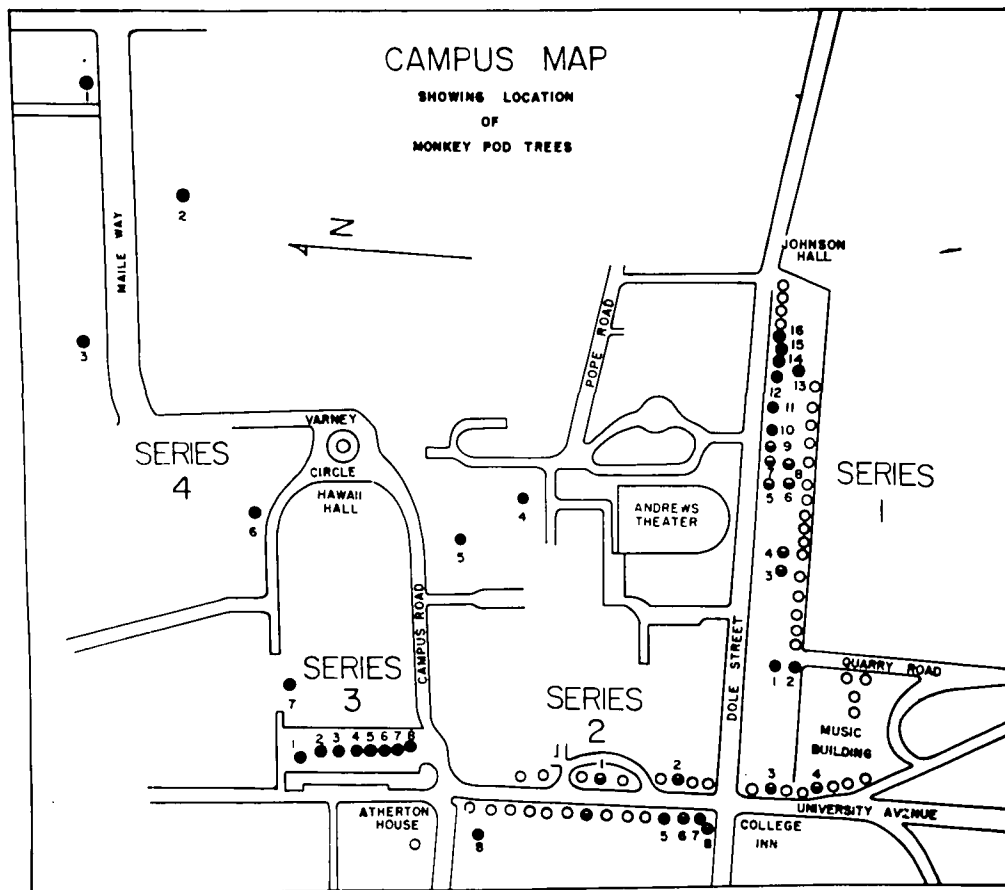 CAMPUS MAP
SHOWING LOCATION
OF
MONKEY POD TREES
1
2
MAILE WAY
N
JOHNSON
HALL
POPE ROAD
3
16
15
14
13
12
11
10
9
8
7
5
6
4
3
1
2
SERIES
1
VARNEY
CIRCLE
HAWAII
HALL
SERIES
4
6
4
5
ANDREWS
THEATER
CAMPUS ROAD
DOLE STREET
QUARRY ROAD
MUSIC
BUILDING
SERIES
3
7
1
2
3
4
5
6
7
8
SERIES
2
1
2
3
4
UNIVERSITY AVENUE
ATHERTON
HOUSE
8
5
6
7
8
COLLEGE
INN